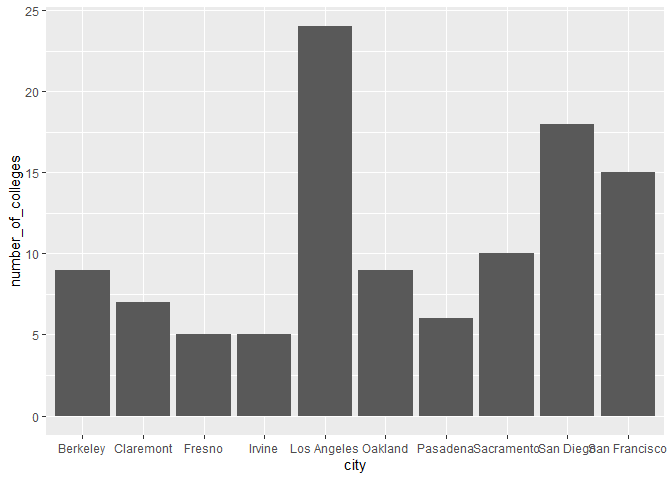 25
20
15
10
5
0
number_of_colleges
Berkeley Claremont Fresno Irvine Los Angeles Oakland Pasadena Sacramento San Diego San Francisco
city